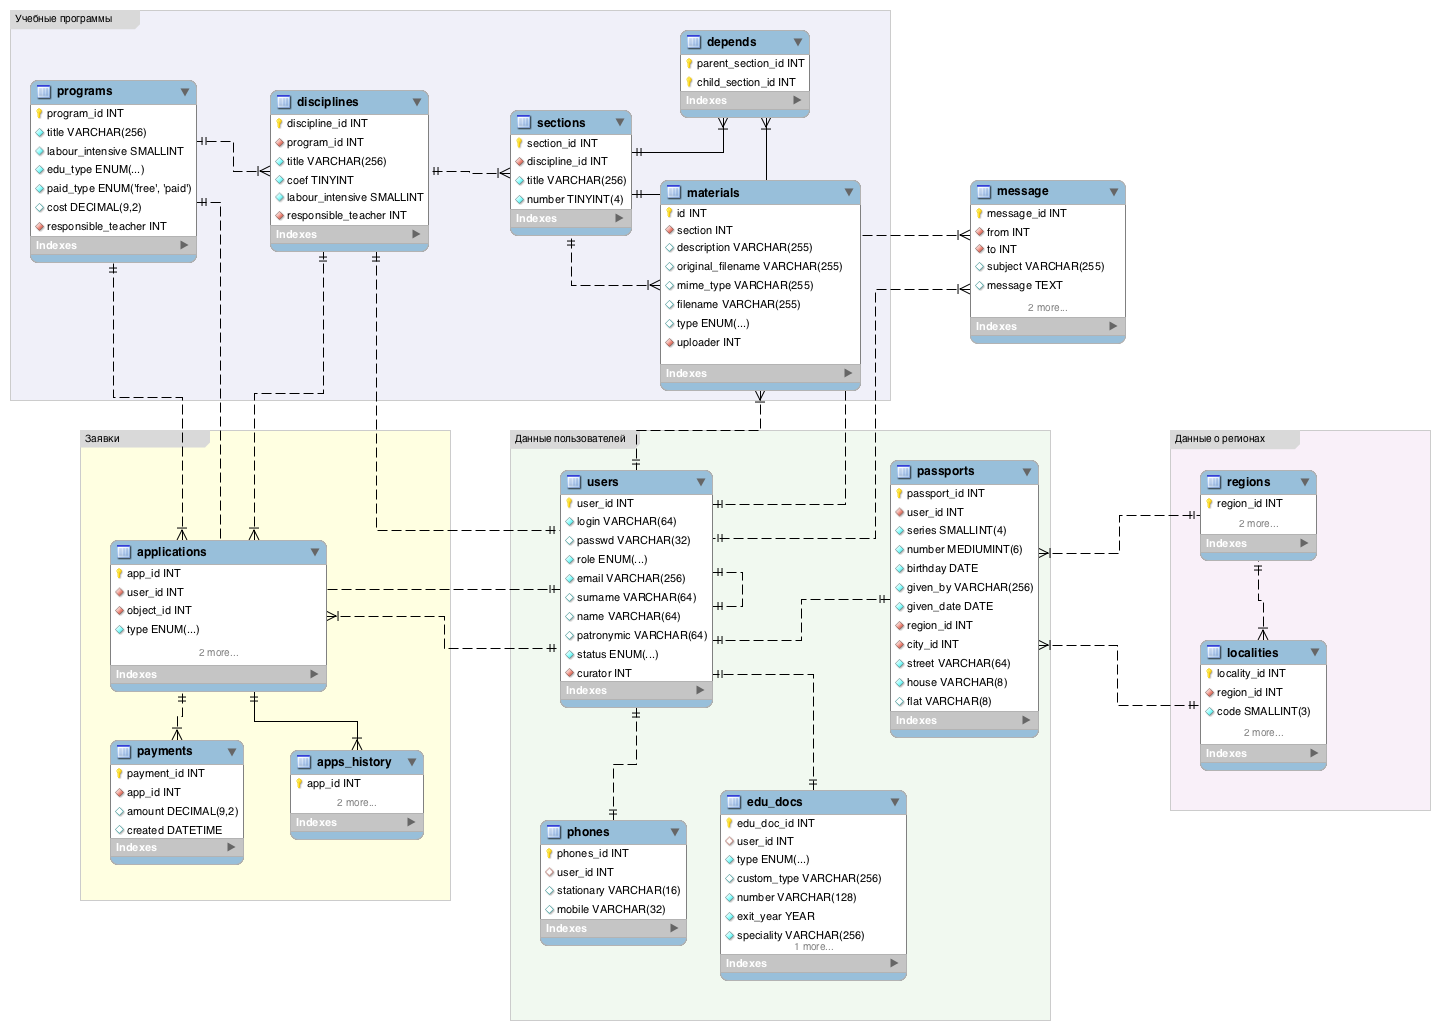 Учебные программы
programs
program_id INT
title VARCHAR(256)
labour_intensive SMALLINT
edu_type ENUM(...)
paid_type ENUM('free', 'paid')
cost DECIMAL(9,2)
responsible_teacher INT
Indexes
disciplines
discipline_id INT
program_id INT
title VARCHAR(256)
coef TINYINT
labour_intensive SMALLINT
responsible_teacher INT
Indexes
sections
section_id INT
discipline_id INT
title VARCHAR(256)
number TINYINT(4)
Indexes
depends
parent_section_id INT
child_section_id INT
Indexes
materials
id INT
section INT
description VARCHAR(255)
original_filename VARCHAR(255)
mime_type VARCHAR(255)
filename VARCHAR(255)
type ENUM(...)
uploader INT
Indexes
message
message_id INT
from INT
to INT
subject VARCHAR(255)
message TEXT
2 more...
Indexes
Заявки
applications
app_id INT
user_id INT
object_id INT
type ENUM(...)
2 more...
Indexes
payments
payment_id INT
app_id INT
amount DECIMAL(9,2)
created DATETIME
Indexes
apps_history
app_id INT
2 more...
Indexes
Данные пользователей
users
user_id INT
login VARCHAR(64)
passwd VARCHAR(32)
role ENUM(...)
email VARCHAR(256)
surname VARCHAR(64)
name VARCHAR(64)
patronymic VARCHAR(64)
status ENUM(...)
curator INT
Indexes
passports
passport_id INT
user_id INT
series SMALLINT(4)
number MEDIUMINT(6)
birthday DATE
given_by VARCHAR(256)
given_date DATE
region_id INT
city_id INT
street VARCHAR(64)
house VARCHAR(8)
flat VARCHAR(8)
Indexes
phones
phones_id INT
user_id INT
stationary VARCHAR(16)
mobile VARCHAR(32)
Indexes
edu_docs
edu_doc_id INT
user_id INT
type ENUM(...)
custom_type VARCHAR(256)
number VARCHAR(128)
exit_year YEAR
speciality VARCHAR(256)
1 more...
Indexes
Данные о регионах
regions
region_id INT
2 more...
Indexes
localities
locality_id INT
region_id INT
code SMALLINT(3)
2 more...
Indexes